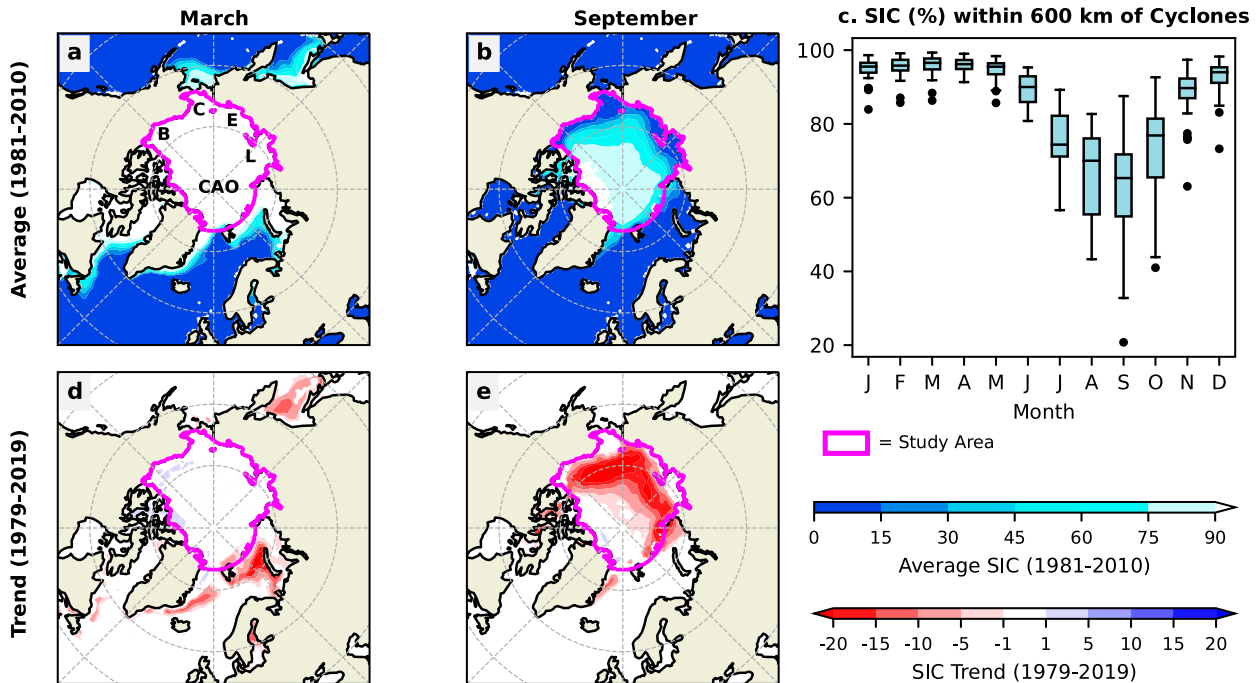 March
September
c. SIC (%) within 600 km of Cyclones
Average (1981-2010)
a
C
E
B
L
CAO
b
100
80
60
40
20
J F M A M J J A S O N D
Month
= Study Area
Trend (1979-2019)
d
e
0 15 30 45 60 75 90
Average SIC (1981-2010)
-20 -15 -10 -5 -1 1 5 10 15 20
SIC Trend (1979-2019)